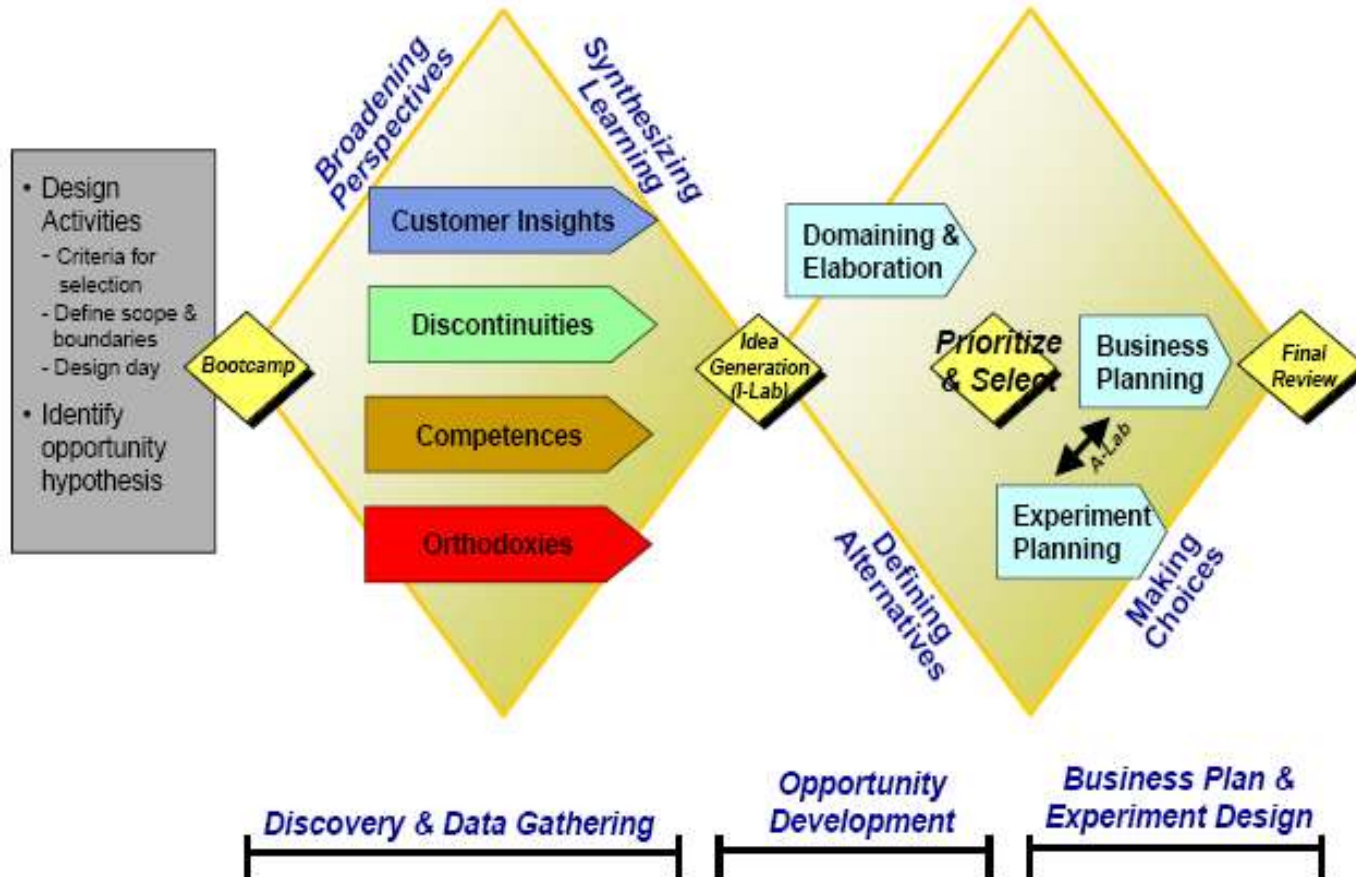 • Design
Activities
- Criteria for
selection
- Define scope &
boundaries
- Design day
• Identify
opportunity
hypothesis
Bootcamp
Broadening
Perspectives
Synthesizing
Learning
Customer Insights
Discontinuities
Competences
Orthodoxies
Idea
Generation
(I-Lab)
Domaining &
Elaboration
Prioritize
& Select
Business
Planning
A-Lab
Experiment
Planning
Defining
Alternatives
Making
Choices
Final
Review
Discovery & Data Gathering
Opportunity
Development
Business Plan &
Experiment Design